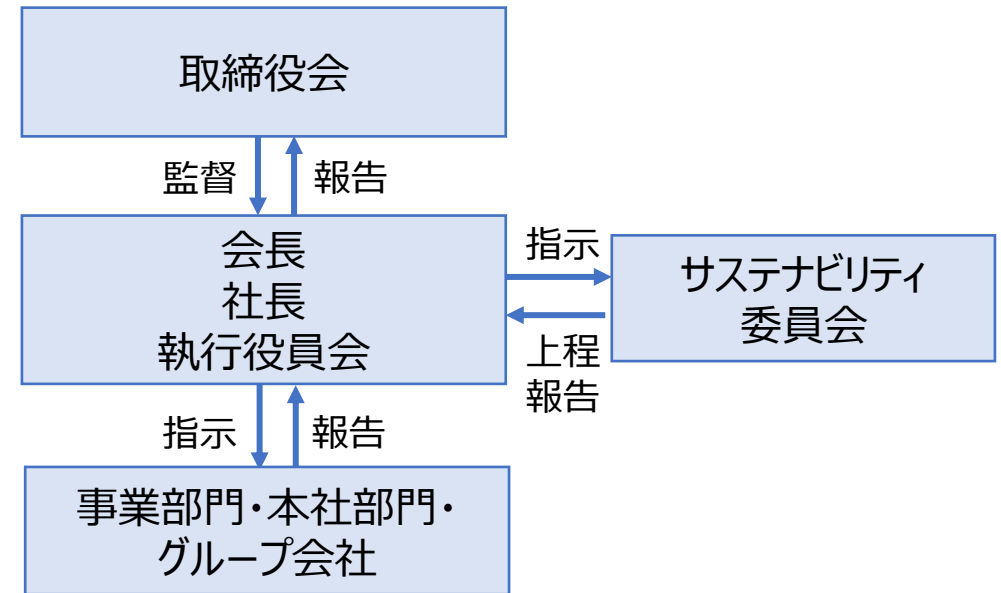 取締役会
監督
報告
会長
社長
執行役員会
指示
上程
報告
サステナビリティ
委員会
指示
報告
事業部門・本社部門・
グループ会社